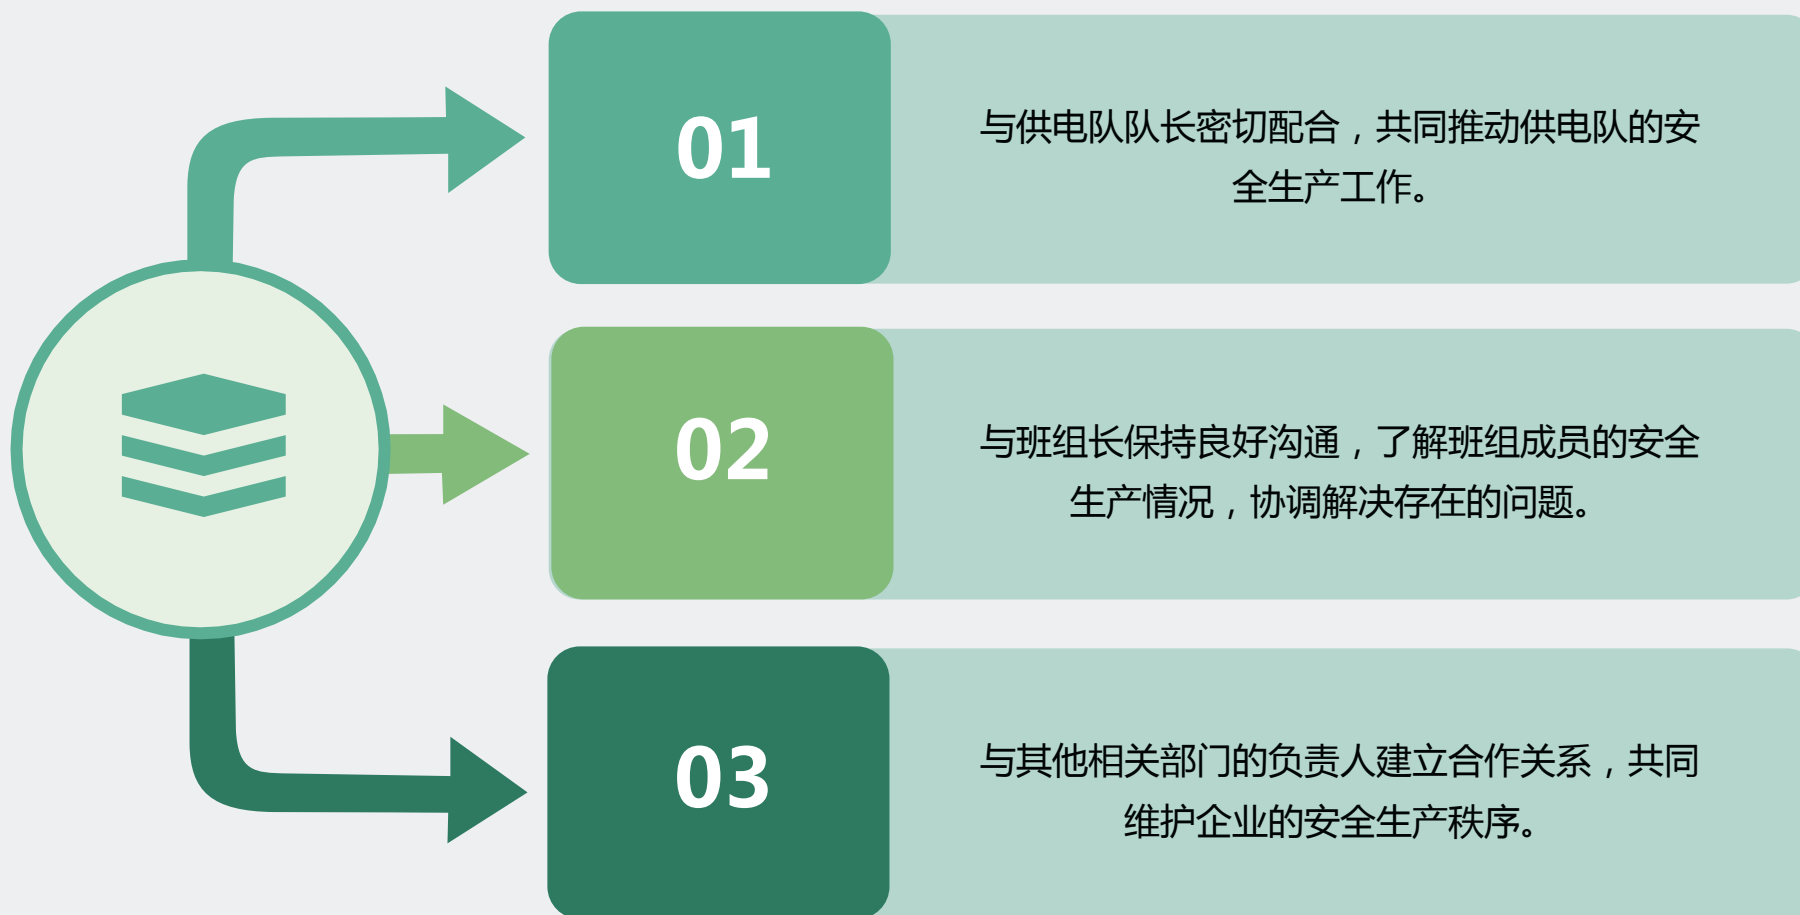 01
与供电队队长密切配合，共同推动供电队的安
全生产工作。
02
与班组长保持良好沟通，了解班组成员的安全
生产情况，协调解决存在的问题。
03
与其他相关部门的负责人建立合作关系，共同
维护企业的安全生产秩序。